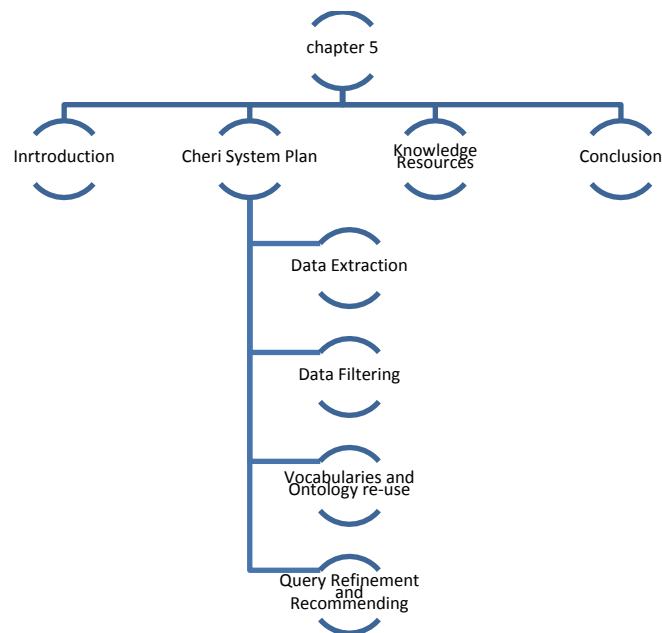 chapter 5
Inrtroduction
Cheri System Plan
Knowledge
Resources
Conclusion
Data Extraction
Data Filtering
Vocabularies and
Ontology re-use
Query Refinement
and
Recommending